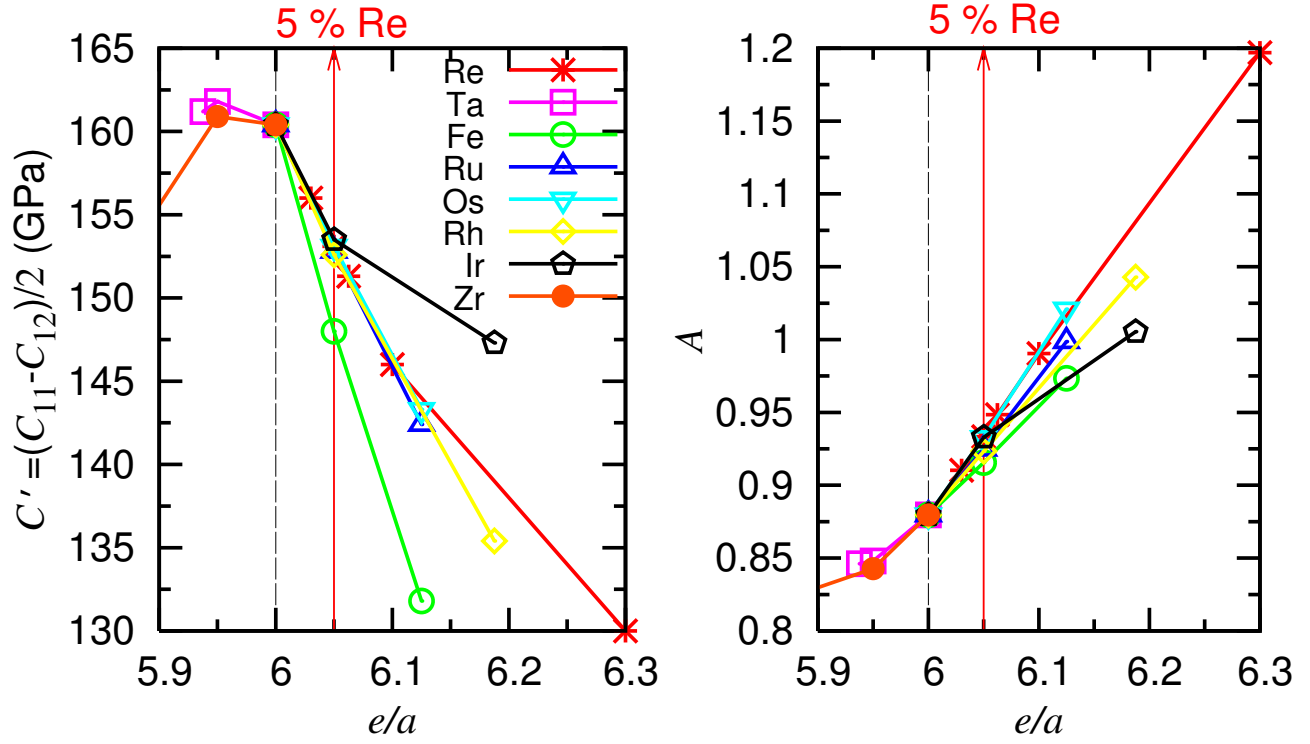 5 % Re
C′=(C11-C12)/2 (GPa)
165
160
155
150
145
140
135
130
5.9
6
6.1
6.2
6.3
e/a
Re
Ta
Fe
Ru
Os
Rh
Ir
Zr
5 % Re
A
1.2
1.15
1.1
1.05
1
0.95
0.9
0.85
0.8
5.9
6
6.1
6.2
6.3
e/a